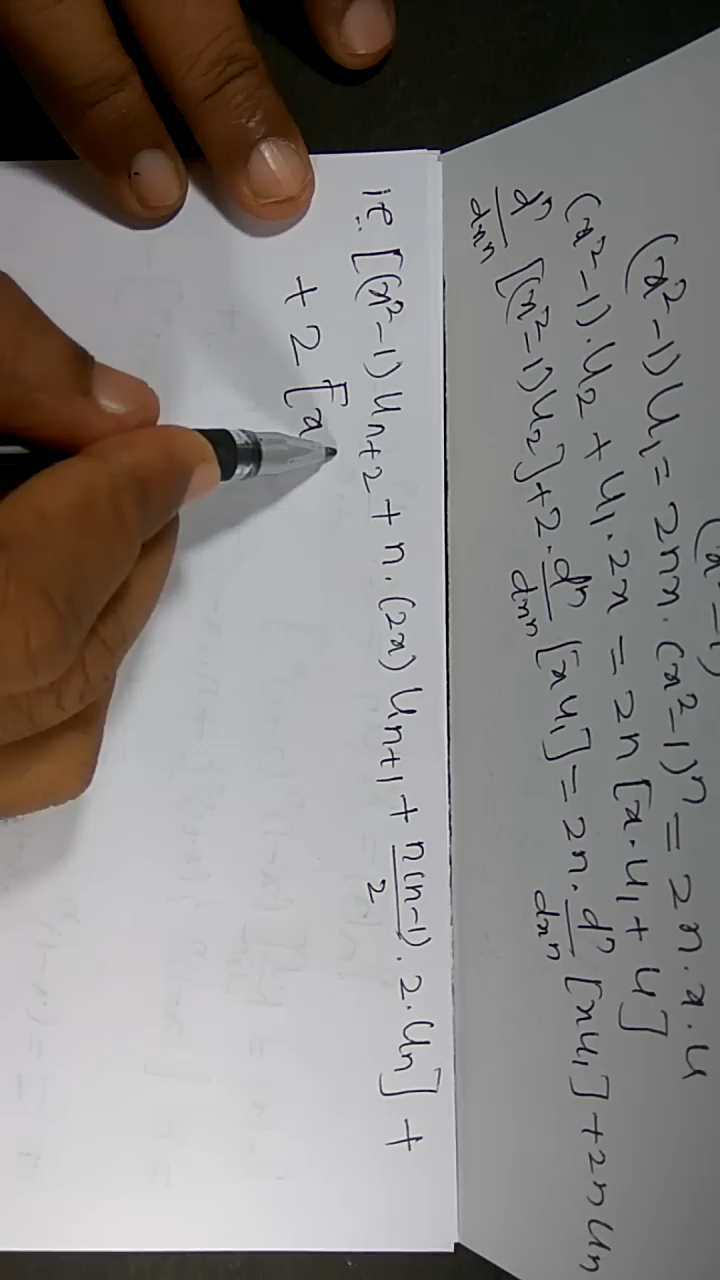 (x²-1)
(x²-1) u₁ = 2nx.(x²-1)ⁿ = 2n.x.u
(x²-1).u₂ + u₁.2x = 2n[x.u₁ + u]
dⁿ/dxⁿ [(x²-1)u₂] + 2.dⁿ/dxⁿ [xu₁] = 2n.dⁿ/dxⁿ [xu₁] + 2n uₙ
ie. [(x²-1) uₙ₊₂ + n.(2x) uₙ₊₁ + n(n-1)/2 . 2.uₙ] +
+ 2 [x